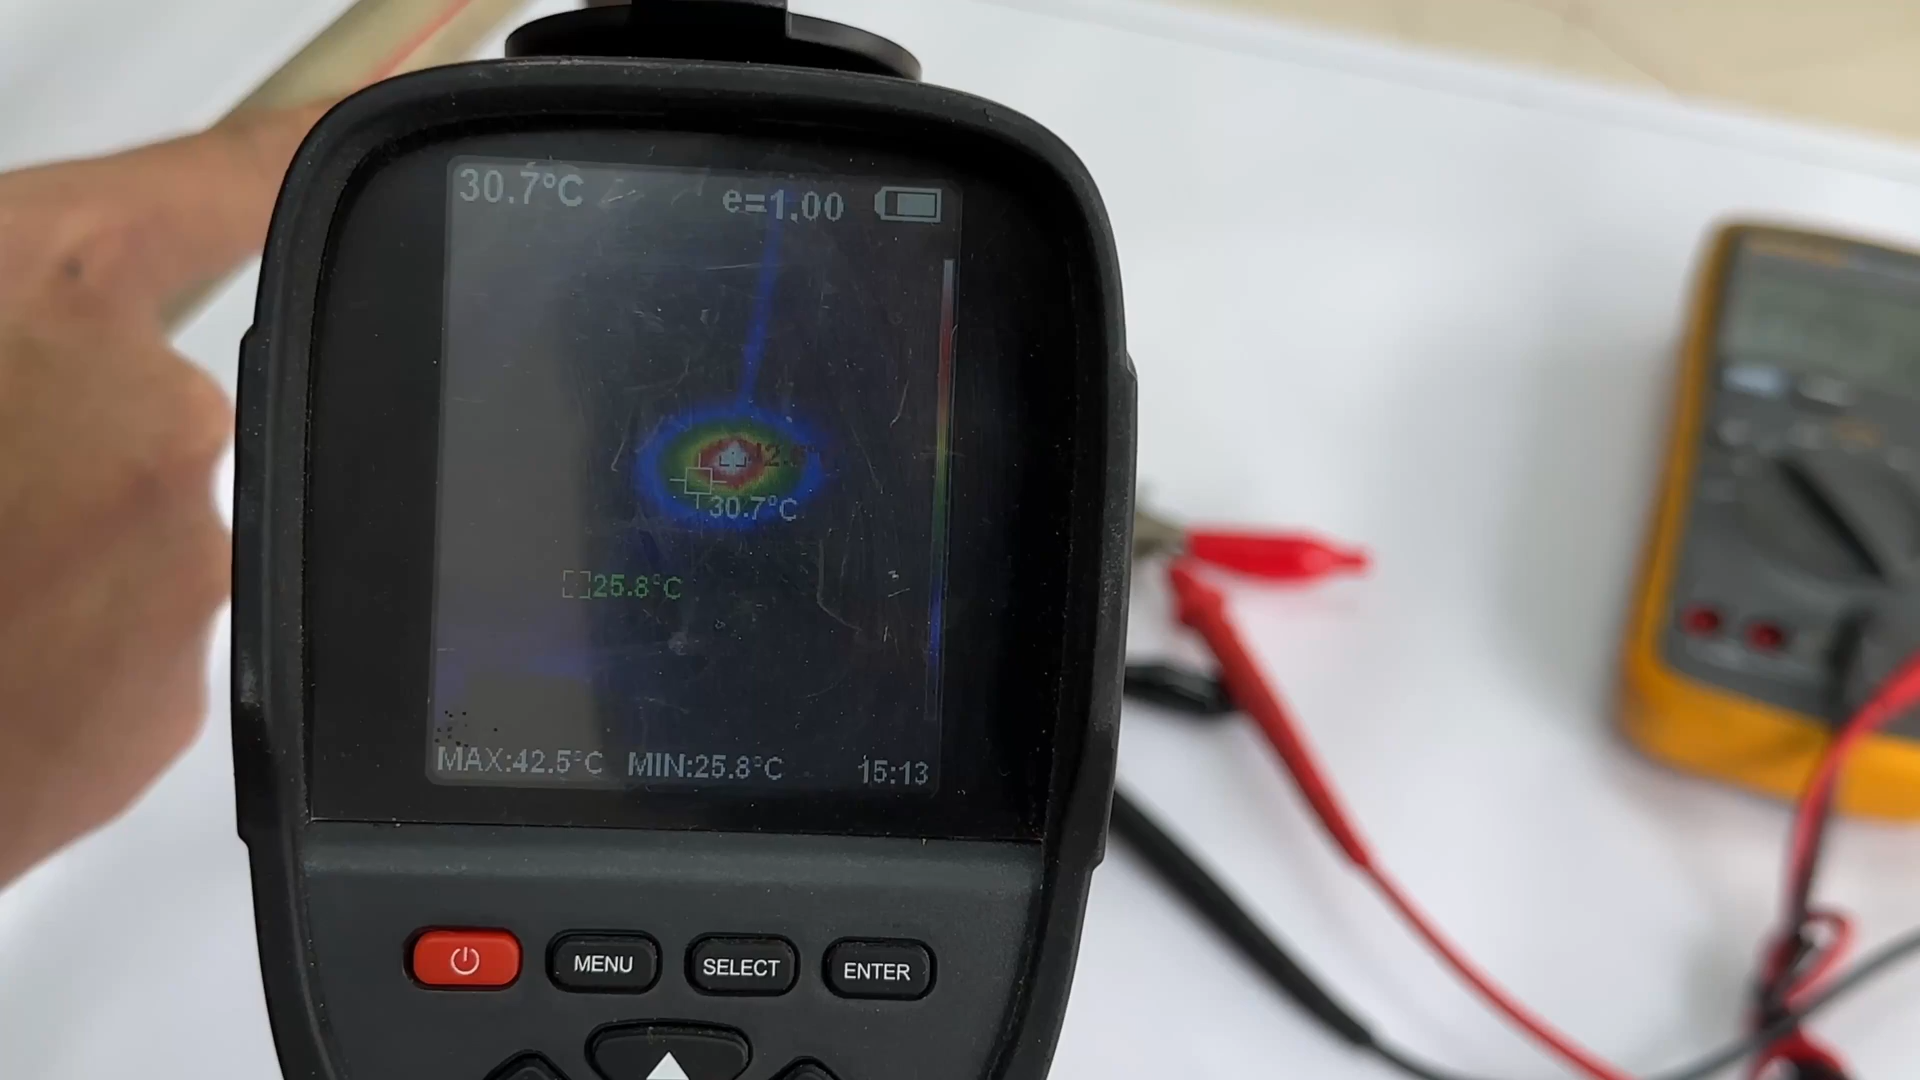 30.7°C e=1.00
30.7°C
25.8°C
MAX:42.5°C MIN:25.8°C 15:13
MENU SELECT ENTER